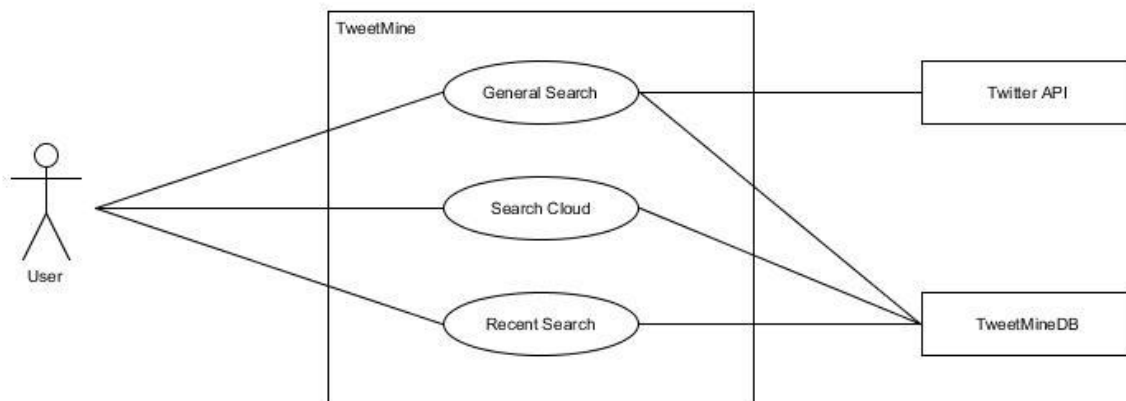 TweetMine
General Search
Twitter API
Search Cloud
User
Recent Search
TweetMineDB